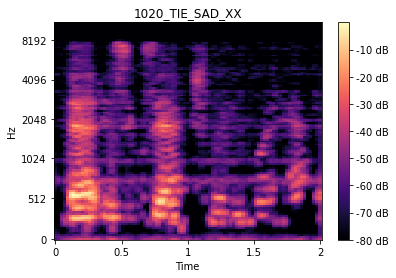 1020_TIE_SAD_XX
8192
4096
2048
1024
512
0
Hz
0
0.5
1
1.5
2
Time
-10 dB
-20 dB
-30 dB
-40 dB
-50 dB
-60 dB
-70 dB
-80 dB